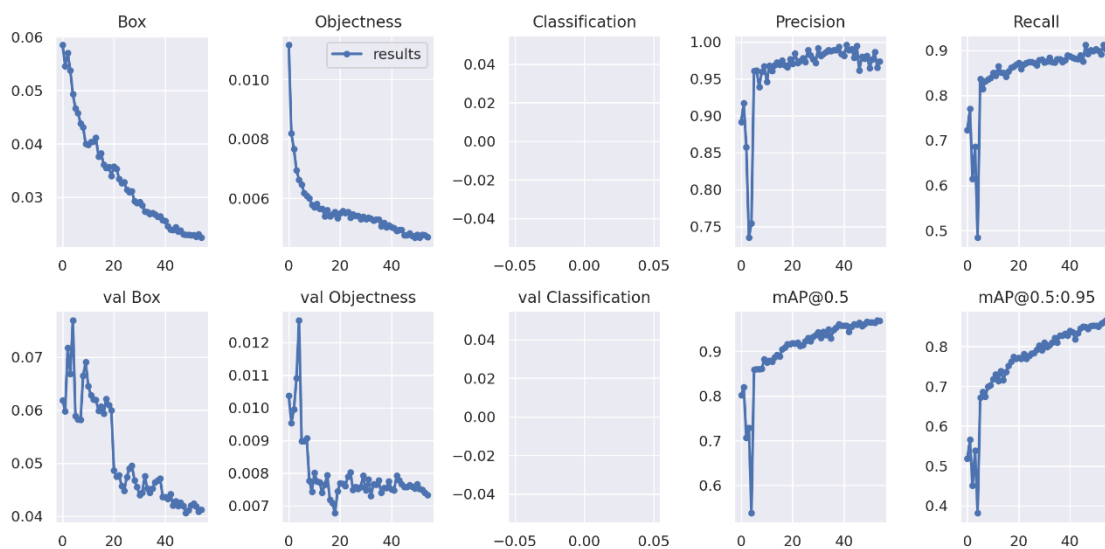 Box
Objectness
Classification
Precision
Recall
0.06
0.05
0.04
0.03
0 20 40
results
0.010
0.008
0.006
0 20 40
0.04
0.02
0.00
−0.02
−0.04
−0.05 0.00 0.05
1.00
0.95
0.90
0.85
0.80
0.75
0 20 40
0.9
0.8
0.7
0.6
0.5
0 20 40
val Box
val Objectness
val Classification
mAP@0.5
mAP@0.5:0.95
0.07
0.06
0.05
0.04
0 20 40
0.012
0.011
0.010
0.009
0.008
0.007
0 20 40
0.04
0.02
0.00
−0.02
−0.04
−0.05 0.00 0.05
0.9
0.8
0.7
0.6
0 20 40
0.8
0.7
0.6
0.5
0.4
0 20 40